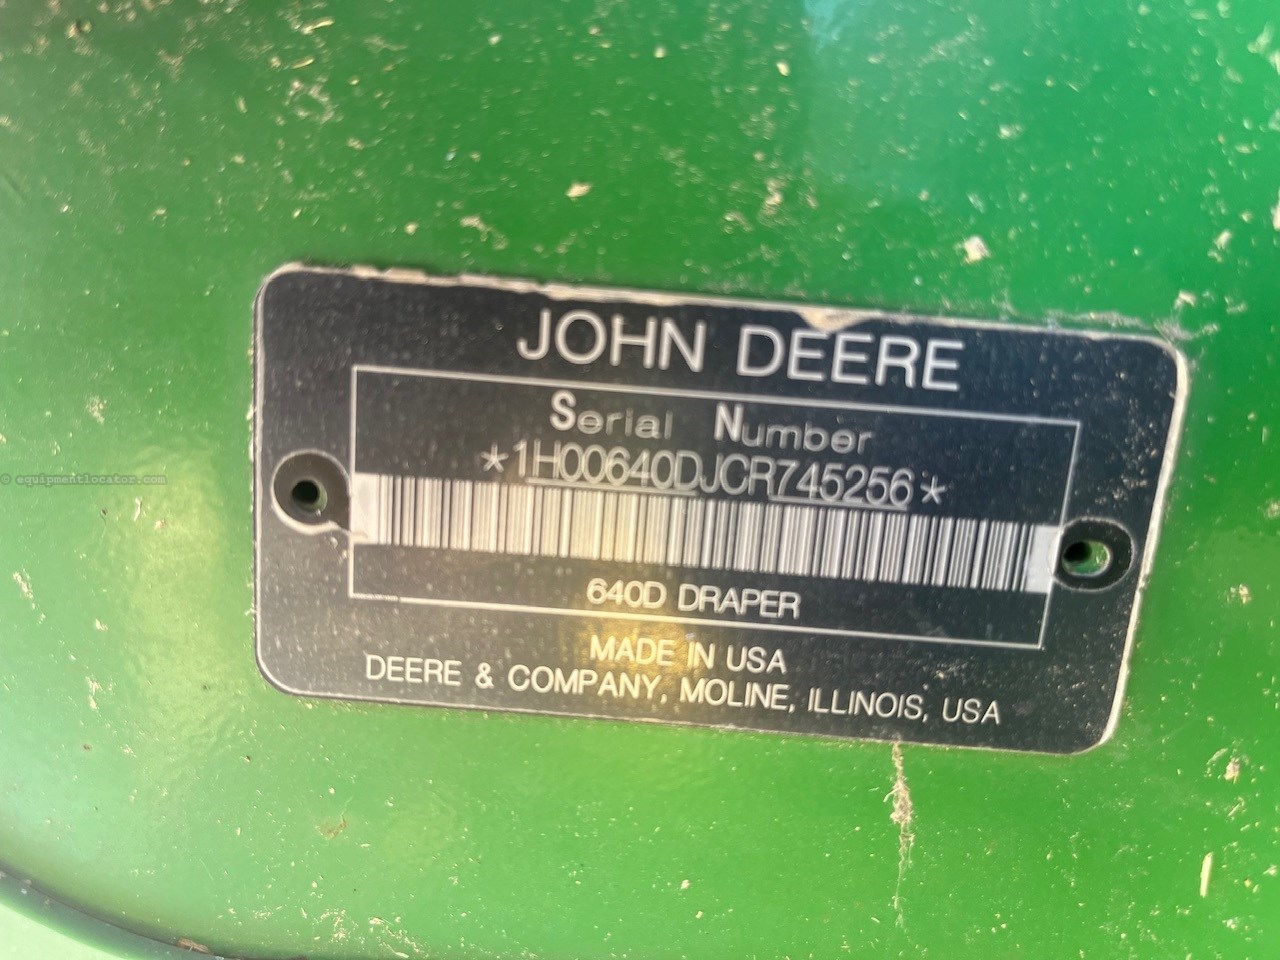 JOHN DEERE
Serial Number
*1H00640DJCR745256*
640D DRAPER
MADE IN USA
DEERE & COMPANY, MOLINE, ILLINOIS, USA
© equipmentlocator.com